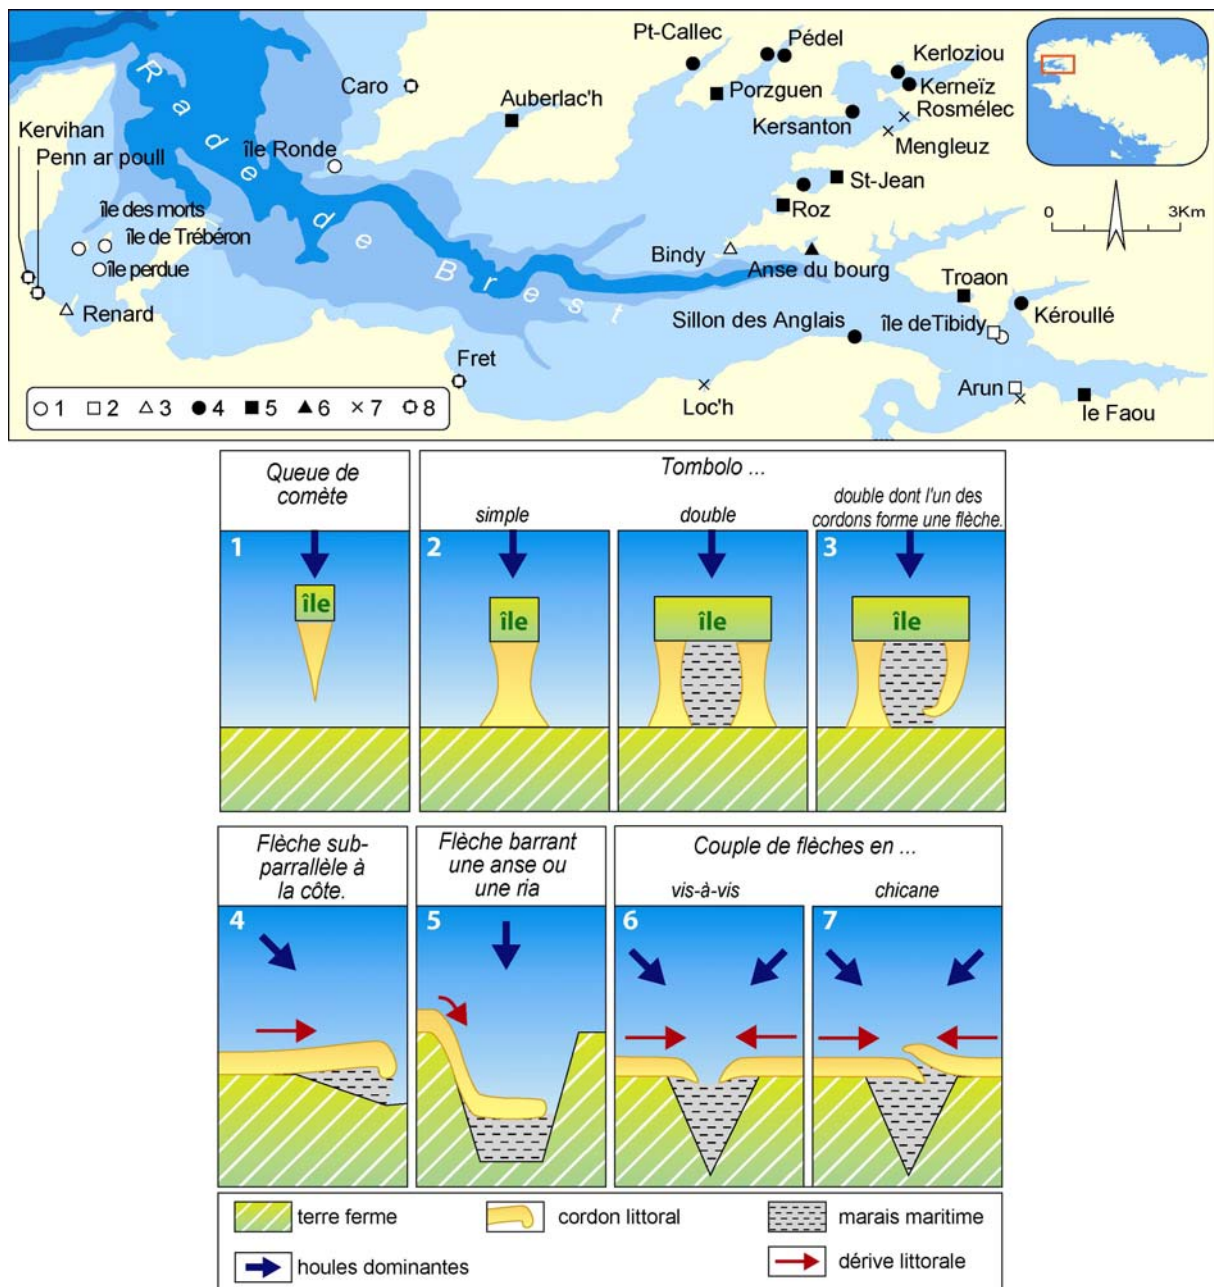 Rade de Brest
Pt-Callec
Pédel
Kerloziou
Caro
Auberlac'h
Porzguen
Kerneïz
Kervihan
Rosmélec
Penn ar poull
île Ronde
Kersanton
Mengleuz
St-Jean
0 3Km
île des morts
Roz
île de Trébéron
île perdue
Bindy
Anse du bourg
Troaon
Renard
Sillon des Anglais
île deTibidy
Kéroullé
Fret
Arun
Loc'h
le Faou
1 2 3 4 5 6 7 8
Queue de
comète
Tombolo ...
simple
double
double dont l'un des
cordons forme une flèche.
1
2
3
île
île
île
île
Flèche sub-
parrallèle à
la côte.
Flèche barrant
une anse ou
une ria
Couple de flèches en ...
vis-à-vis
chicane
4
5
6
7
terre ferme
cordon littoral
marais maritime
houles dominantes
dérive littorale